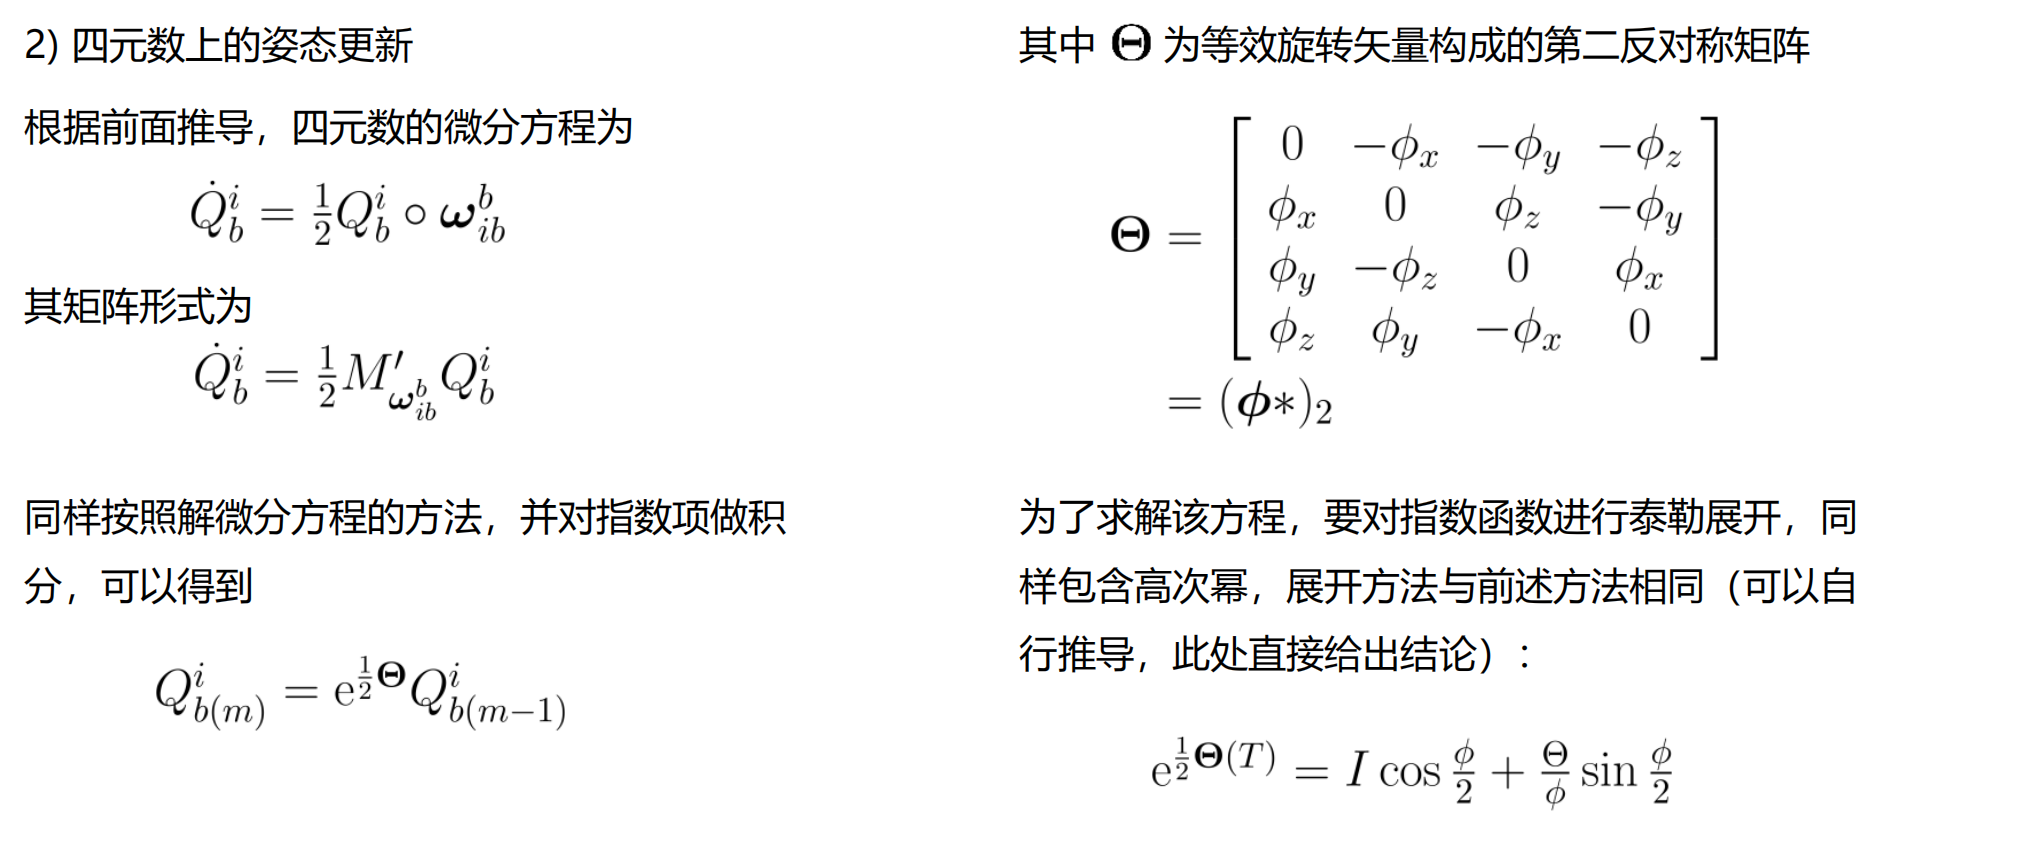 2) 四元数上的姿态更新
根据前面推导，四元数的微分方程为
$\dot{Q}_b^i = \frac{1}{2} Q_b^i \circ \boldsymbol{\omega}_{ib}^b$
其矩阵形式为
$\dot{Q}_b^i = \frac{1}{2} M'_{\boldsymbol{\omega}_{ib}^b} Q_b^i$
同样按照解微分方程的方法，并对指数项做积
分，可以得到
$Q_{b(m)}^i = \mathrm{e}^{\frac{1}{2}\boldsymbol{\Theta}} Q_{b(m-1)}^i$
其中 $\boldsymbol{\Theta}$ 为等效旋转矢量构成的第二反对称矩阵
$\boldsymbol{\Theta} = \begin{bmatrix} 0 & -\phi_x & -\phi_y & -\phi_z \\ \phi_x & 0 & \phi_z & -\phi_y \\ \phi_y & -\phi_z & 0 & \phi_x \\ \phi_z & \phi_y & -\phi_x & 0 \end{bmatrix}$
$= (\boldsymbol{\phi}*)_2$
为了求解该方程，要对指数函数进行泰勒展开，同
样包含高次幂，展开方法与前述方法相同（可以自
行推导，此处直接给出结论）：
$\mathrm{e}^{\frac{1}{2}\boldsymbol{\Theta}(T)} = I \cos\frac{\phi}{2} + \frac{\Theta}{\phi} \sin\frac{\phi}{2}$